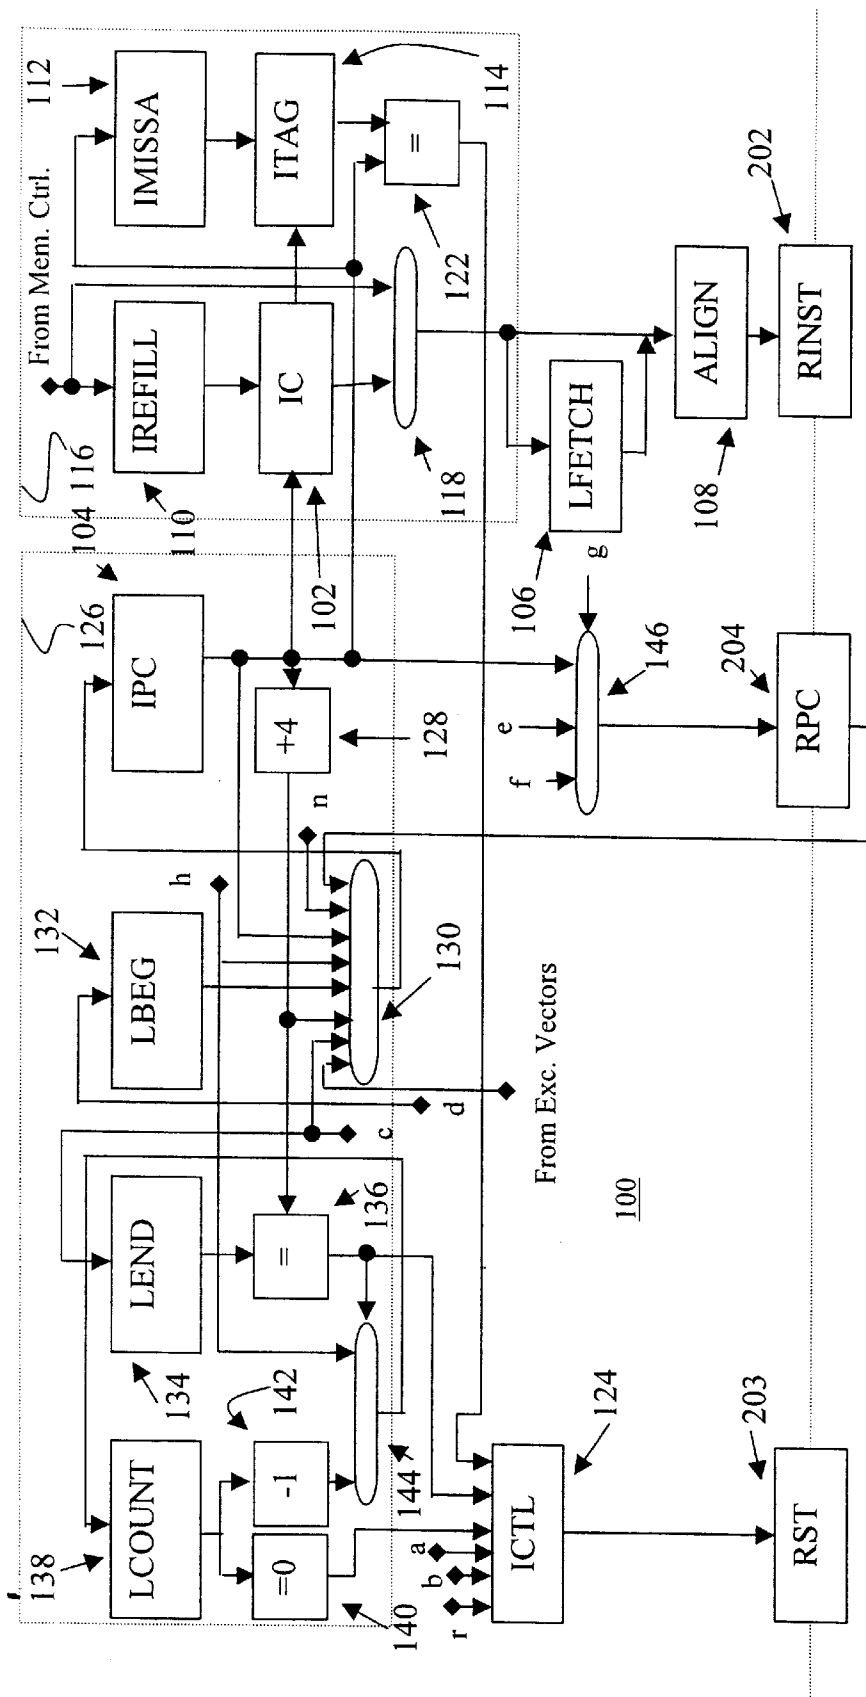 138
134
132
126
104
116
From Mem. Ctrl.
112
LCOUNT
LEND
LBEG
IPC
110
IREFILL
IMISSA
h
=0
-1
142
=
+4
IC
ITAG
n
102
140
144
136
c
130
128
118
=
122
114
d
r
b
a
ICTL
124
From Exc. Vectors
f
e
106
LFETCH
g
146
100
108
ALIGN
203
204
202
RST
RPC
RINST